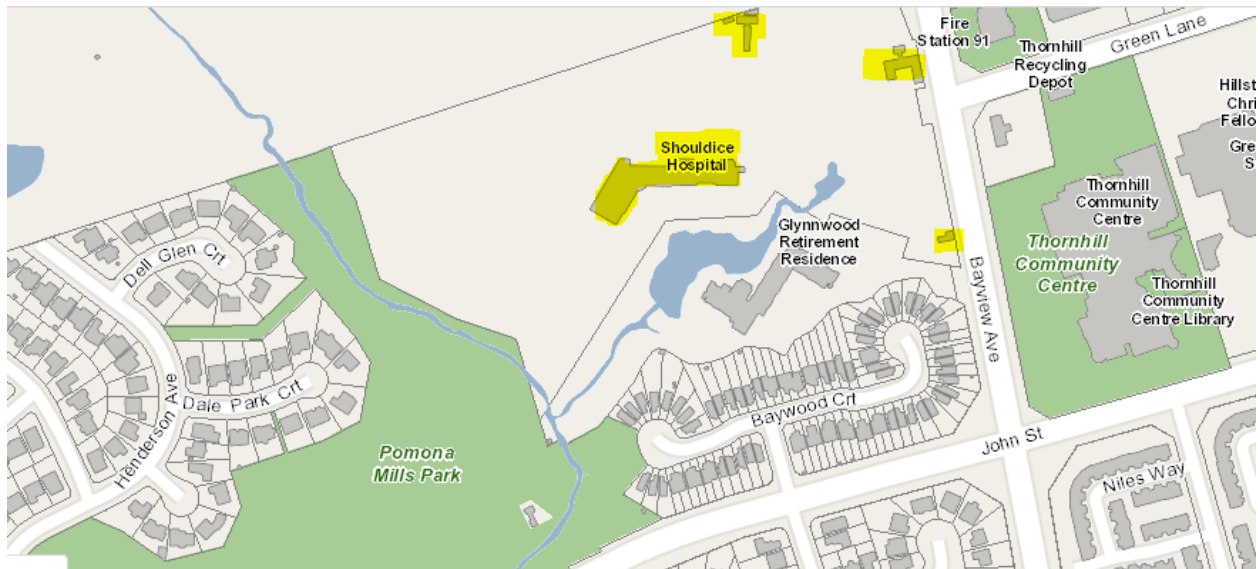 Fire
Station 91
Green Lane
Thornhill
Recycling
Depot
Shouldice
Hospital
Thornhill
Community
Centre
Glynnwood
Retirement
Residence
Thornhill
Community
Centre
Thornhill
Community
Centre Library
Bayview Ave
Dell Glen Crt
Dale Park Crt
Henderson Ave
Pomona
Mills Park
Baywood Crt
John St
Niles Way